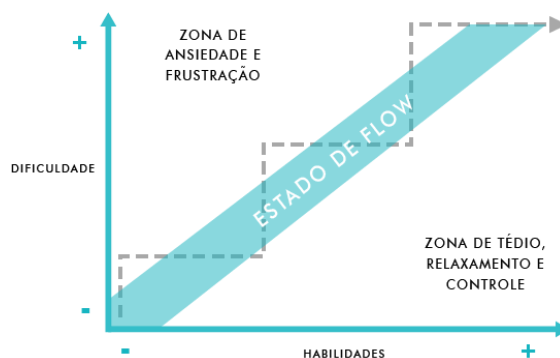 +
ZONA DE
ANSIEDADE E
FRUSTRAÇÃO
DIFICULDADE
ESTADO DE FLOW
ZONA DE TÉDIO,
RELAXAMENTO E
CONTROLE
-
-
HABILIDADES
+